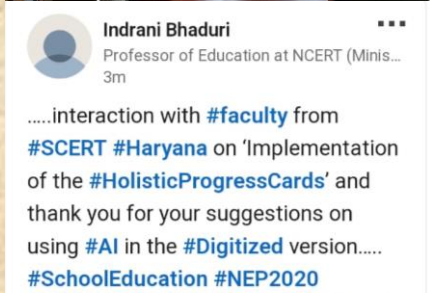 Indrani Bhaduri
Professor of Education at NCERT (Minis...
3m
.....interaction with #faculty from
#SCERT #Haryana on ‘Implementation
of the #HolisticProgressCards’ and
thank you for your suggestions on
using #AI in the #Digitized version.....
#SchoolEducation #NEP2020